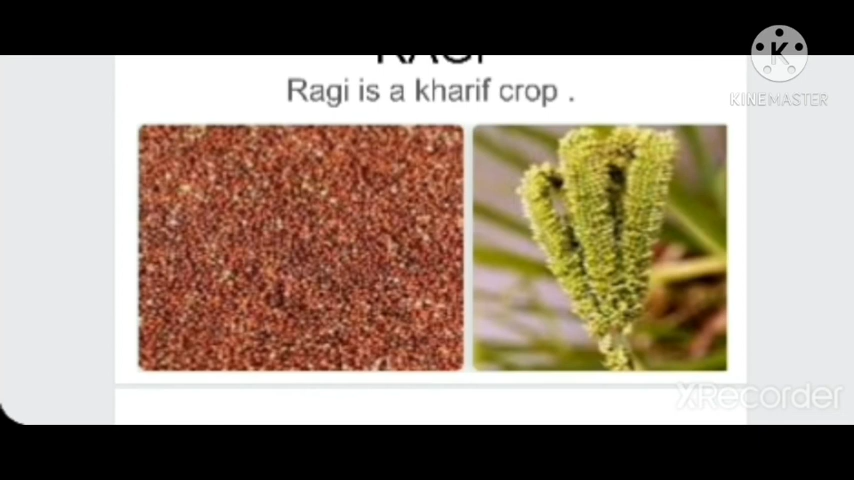 RAGI
Ragi is a kharif crop .
KINEMASTER
XRecorder